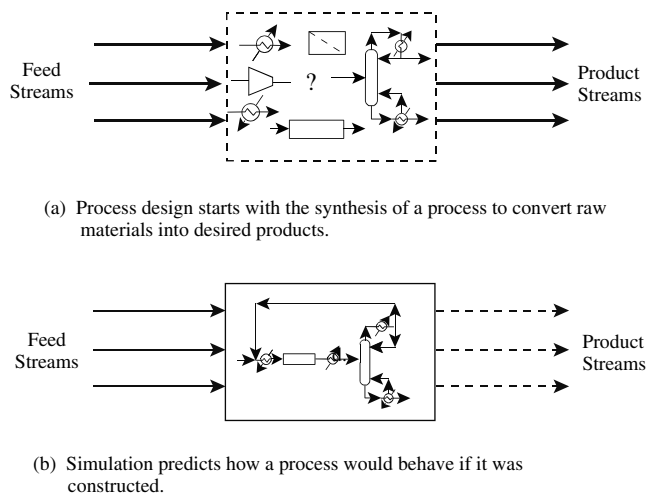 Feed
Streams
?
Product
Streams
(a) Process design starts with the synthesis of a process to convert raw
materials into desired products.
Feed
Streams
Product
Streams
(b) Simulation predicts how a process would behave if it was
constructed.